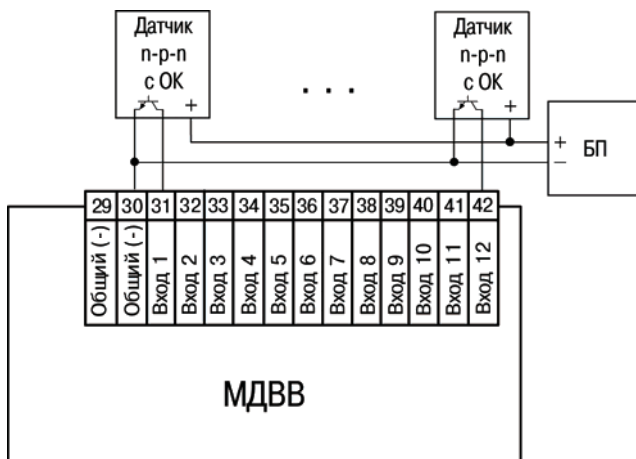 Датчик
n-p-n
с ОК
+
. . .
Датчик
n-p-n
с ОК
+
+
−
БП
29 30 31 32 33 34 35 36 37 38 39 40 41 42
Общий (-)
Общий (-)
Вход 1
Вход 2
Вход 3
Вход 4
Вход 5
Вход 6
Вход 7
Вход 8
Вход 9
Вход 10
Вход 11
Вход 12
МДВВ